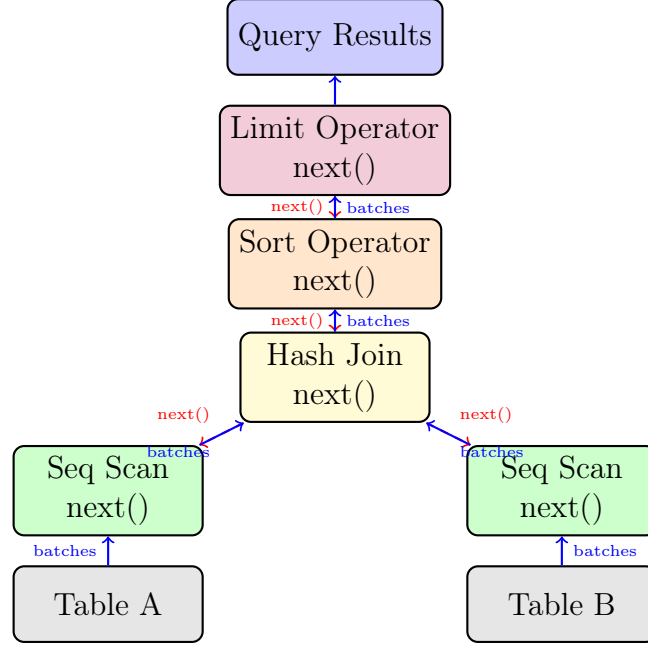 Query Results
Limit Operator
next()
next() batches
Sort Operator
next()
next() batches
Hash Join
next()
next() next()
batches batches
Seq Scan Seq Scan
next() next()
batches batches
Table A Table B